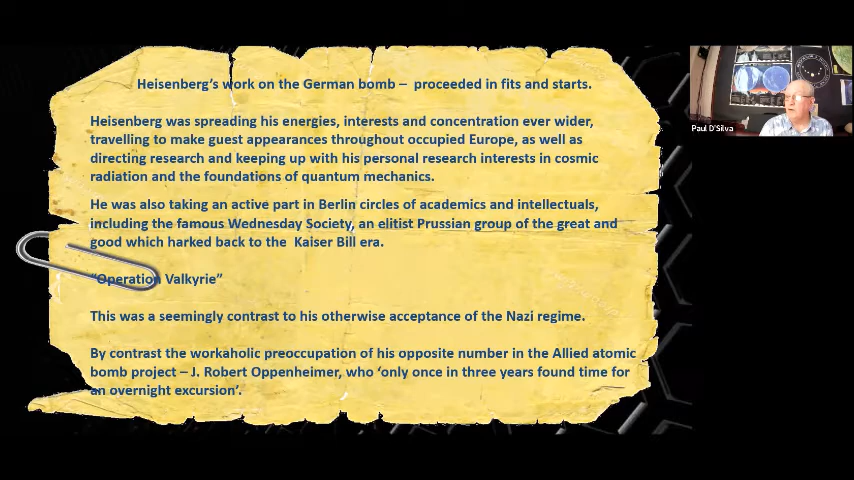 Heisenberg's work on the German bomb – proceeded in fits and starts.
Heisenberg was spreading his energies, interests and concentration ever wider,
travelling to make guest appearances throughout occupied Europe, as well as
directing research and keeping up with his personal research interests in cosmic
radiation and the foundations of quantum mechanics.
He was also taking an active part in Berlin circles of academics and intellectuals,
including the famous Wednesday Society, an elitist Prussian group of the great and
good which harked back to the Kaiser Bill era.
"Operation Valkyrie"
This was a seemingly contrast to his otherwise acceptance of the Nazi regime.
By contrast the workaholic preoccupation of his opposite number in the Allied atomic
bomb project – J. Robert Oppenheimer, who 'only once in three years found time for
an overnight excursion'.
Paul D'Silva